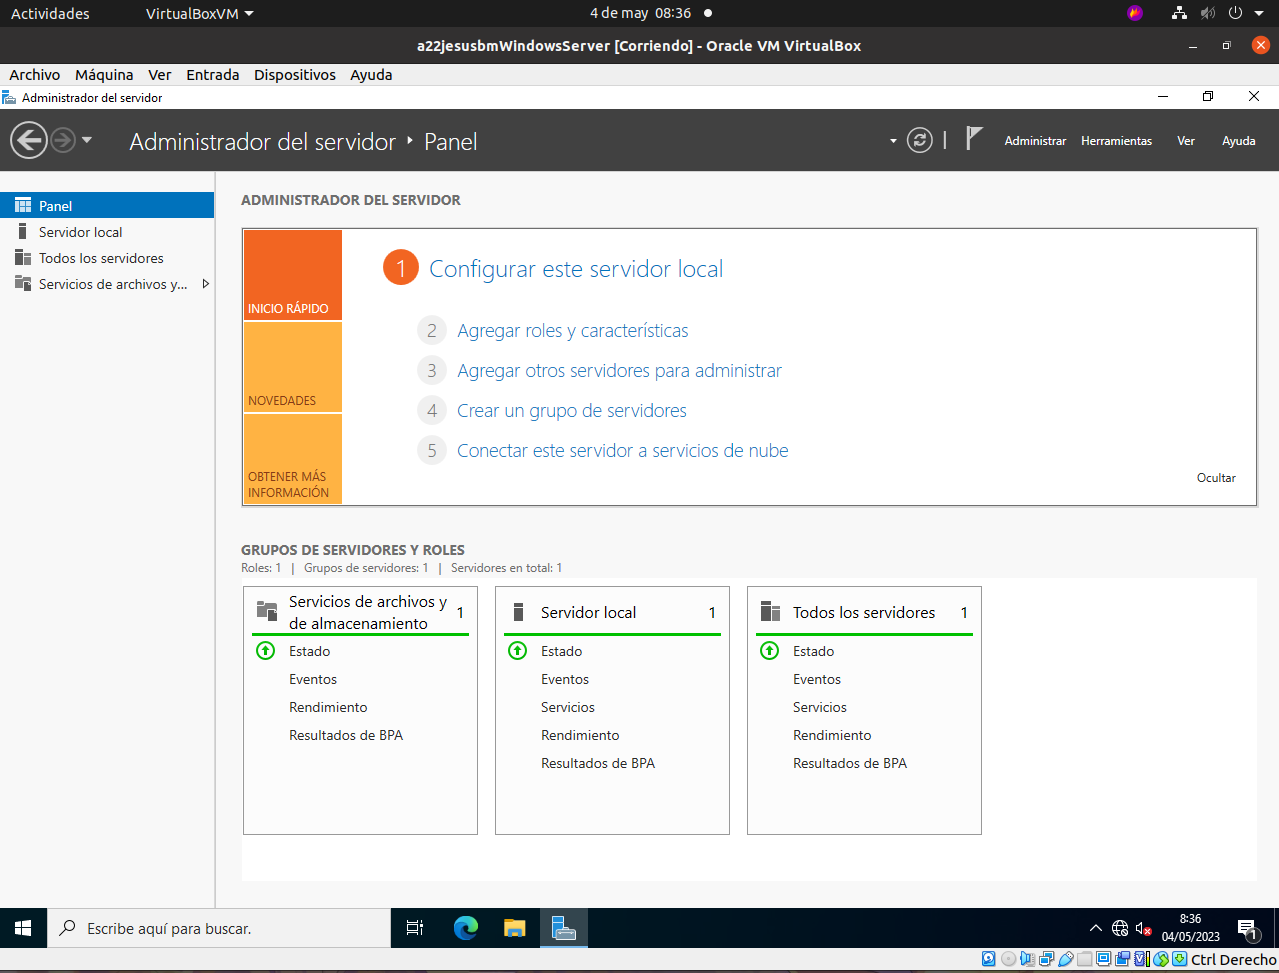 Actividades
VirtualBoxVM
4 de may 08:36
a22jesusbmWindowsServer [Corriendo] - Oracle VM VirtualBox
Archivo Máquina Ver Entrada Dispositivos Ayuda
Administrador del servidor
Administrador del servidor Panel
Administrar Herramientas Ver Ayuda
Panel
Servidor local
Todos los servidores
Servicios de archivos y...
ADMINISTRADOR DEL SERVIDOR
INICIO RÁPIDO
NOVEDADES
OBTENER MÁS
INFORMACIÓN
1 Configurar este servidor local
2 Agregar roles y características
3 Agregar otros servidores para administrar
4 Crear un grupo de servidores
5 Conectar este servidor a servicios de nube
Ocultar
GRUPOS DE SERVIDORES Y ROLES
Roles: 1 | Grupos de servidores: 1 | Servidores en total: 1
Servicios de archivos y
de almacenamiento
1
Estado
Eventos
Rendimiento
Resultados de BPA
Servidor local 1
Estado
Eventos
Servicios
Rendimiento
Resultados de BPA
Todos los servidores 1
Estado
Eventos
Servicios
Rendimiento
Resultados de BPA
Escribe aquí para buscar.
8:36
04/05/2023
1
Ctrl Derecho